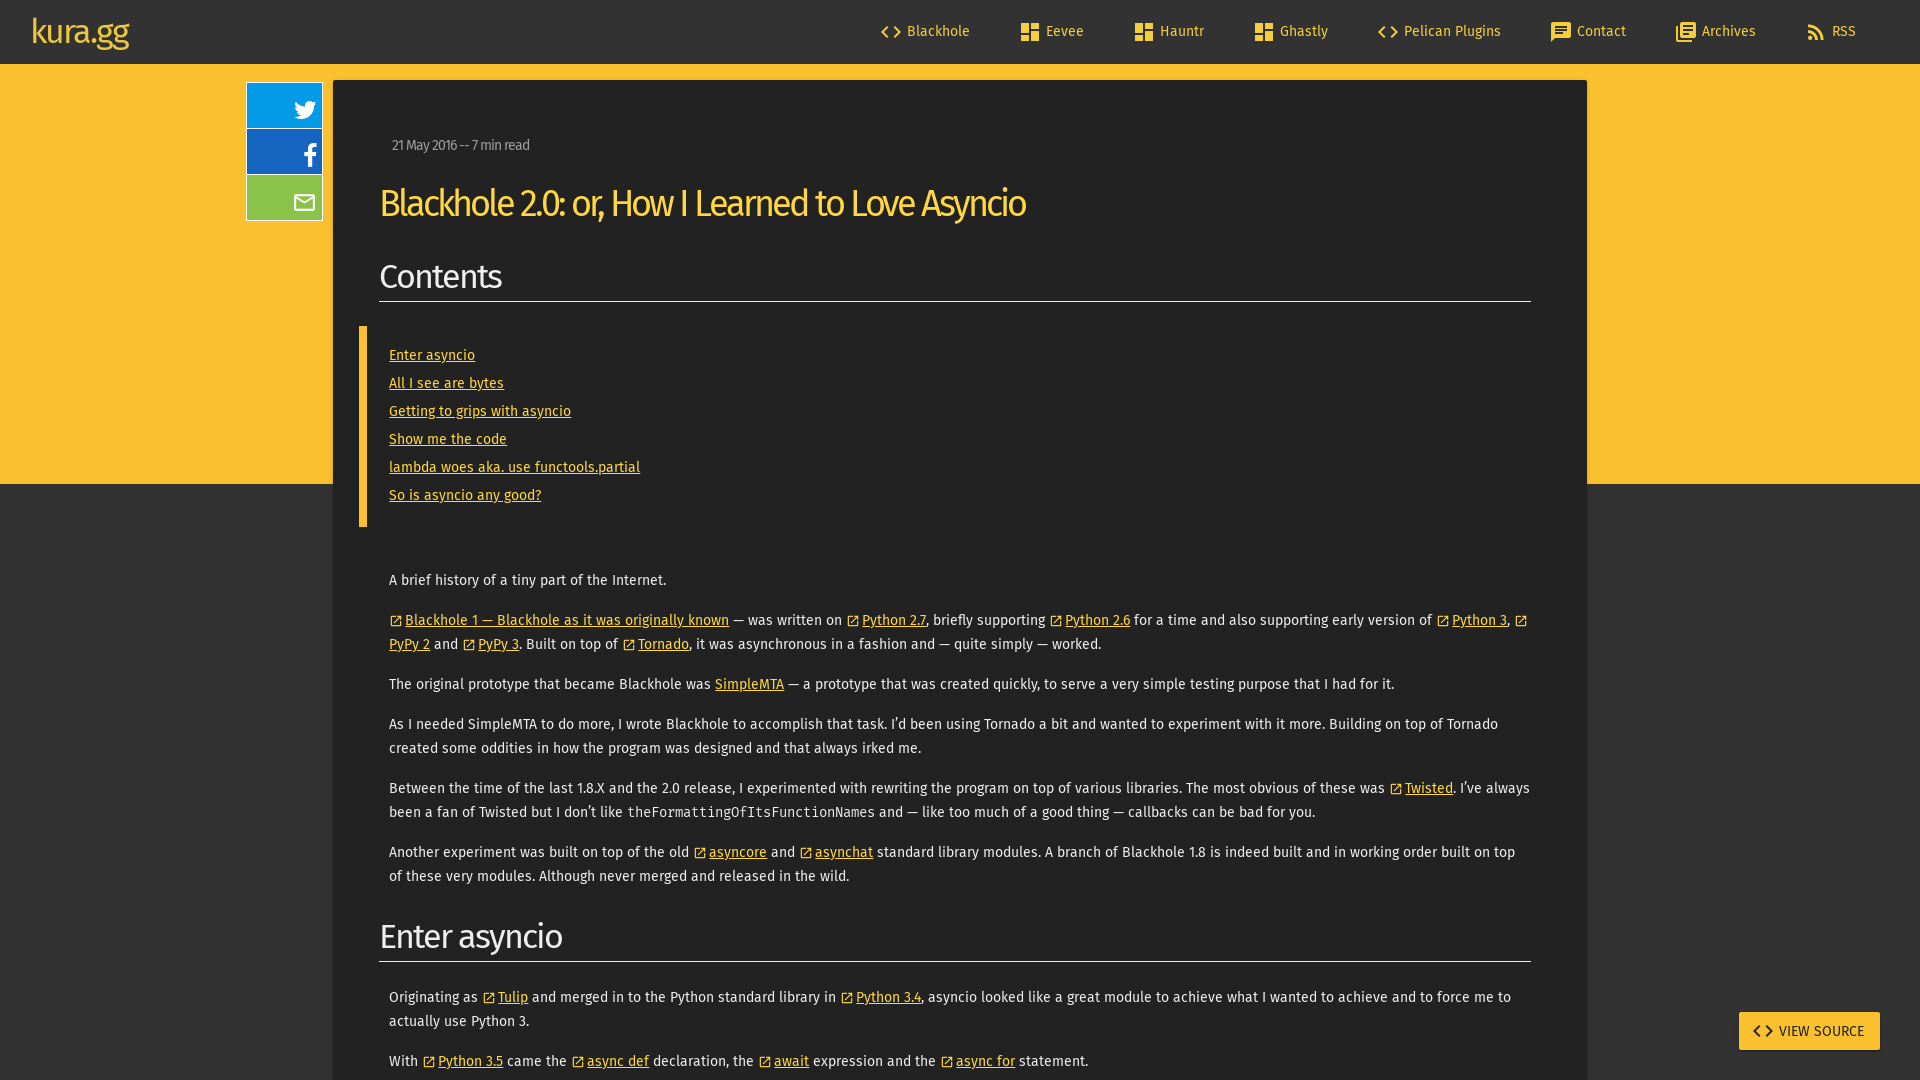 kura.gg
Blackhole
Eevee
Hauntr
Ghastly
Pelican Plugins
Contact
Archives
RSS
21 May 2016 -- 7 min read
Blackhole 2.0: or, How I Learned to Love Asyncio
Contents
Enter asyncio
All I see are bytes
Getting to grips with asyncio
Show me the code
lambda woes aka. use functools.partial
So is asyncio any good?
A brief history of a tiny part of the Internet.
Blackhole 1 — Blackhole as it was originally known — was written on Python 2.7, briefly supporting Python 2.6 for a time and also supporting early version of Python 3,
PyPy 2 and PyPy 3. Built on top of Tornado, it was asynchronous in a fashion and — quite simply — worked.
The original prototype that became Blackhole was SimpleMTA — a prototype that was created quickly, to serve a very simple testing purpose that I had for it.
As I needed SimpleMTA to do more, I wrote Blackhole to accomplish that task. I’d been using Tornado a bit and wanted to experiment with it more. Building on top of Tornado
created some oddities in how the program was designed and that always irked me.
Between the time of the last 1.8.X and the 2.0 release, I experimented with rewriting the program on top of various libraries. The most obvious of these was Twisted. I’ve always
been a fan of Twisted but I don’t like theFormattingOfItsFunctionNames and — like too much of a good thing — callbacks can be bad for you.
Another experiment was built on top of the old asyncore and asynchat standard library modules. A branch of Blackhole 1.8 is indeed built and in working order built on top
of these very modules. Although never merged and released in the wild.
Enter asyncio
Originating as Tulip and merged in to the Python standard library in Python 3.4, asyncio looked like a great module to achieve what I wanted to achieve and to force me to
actually use Python 3.
With Python 3.5 came the async def declaration, the await expression and the async for statement.
VIEW SOURCE